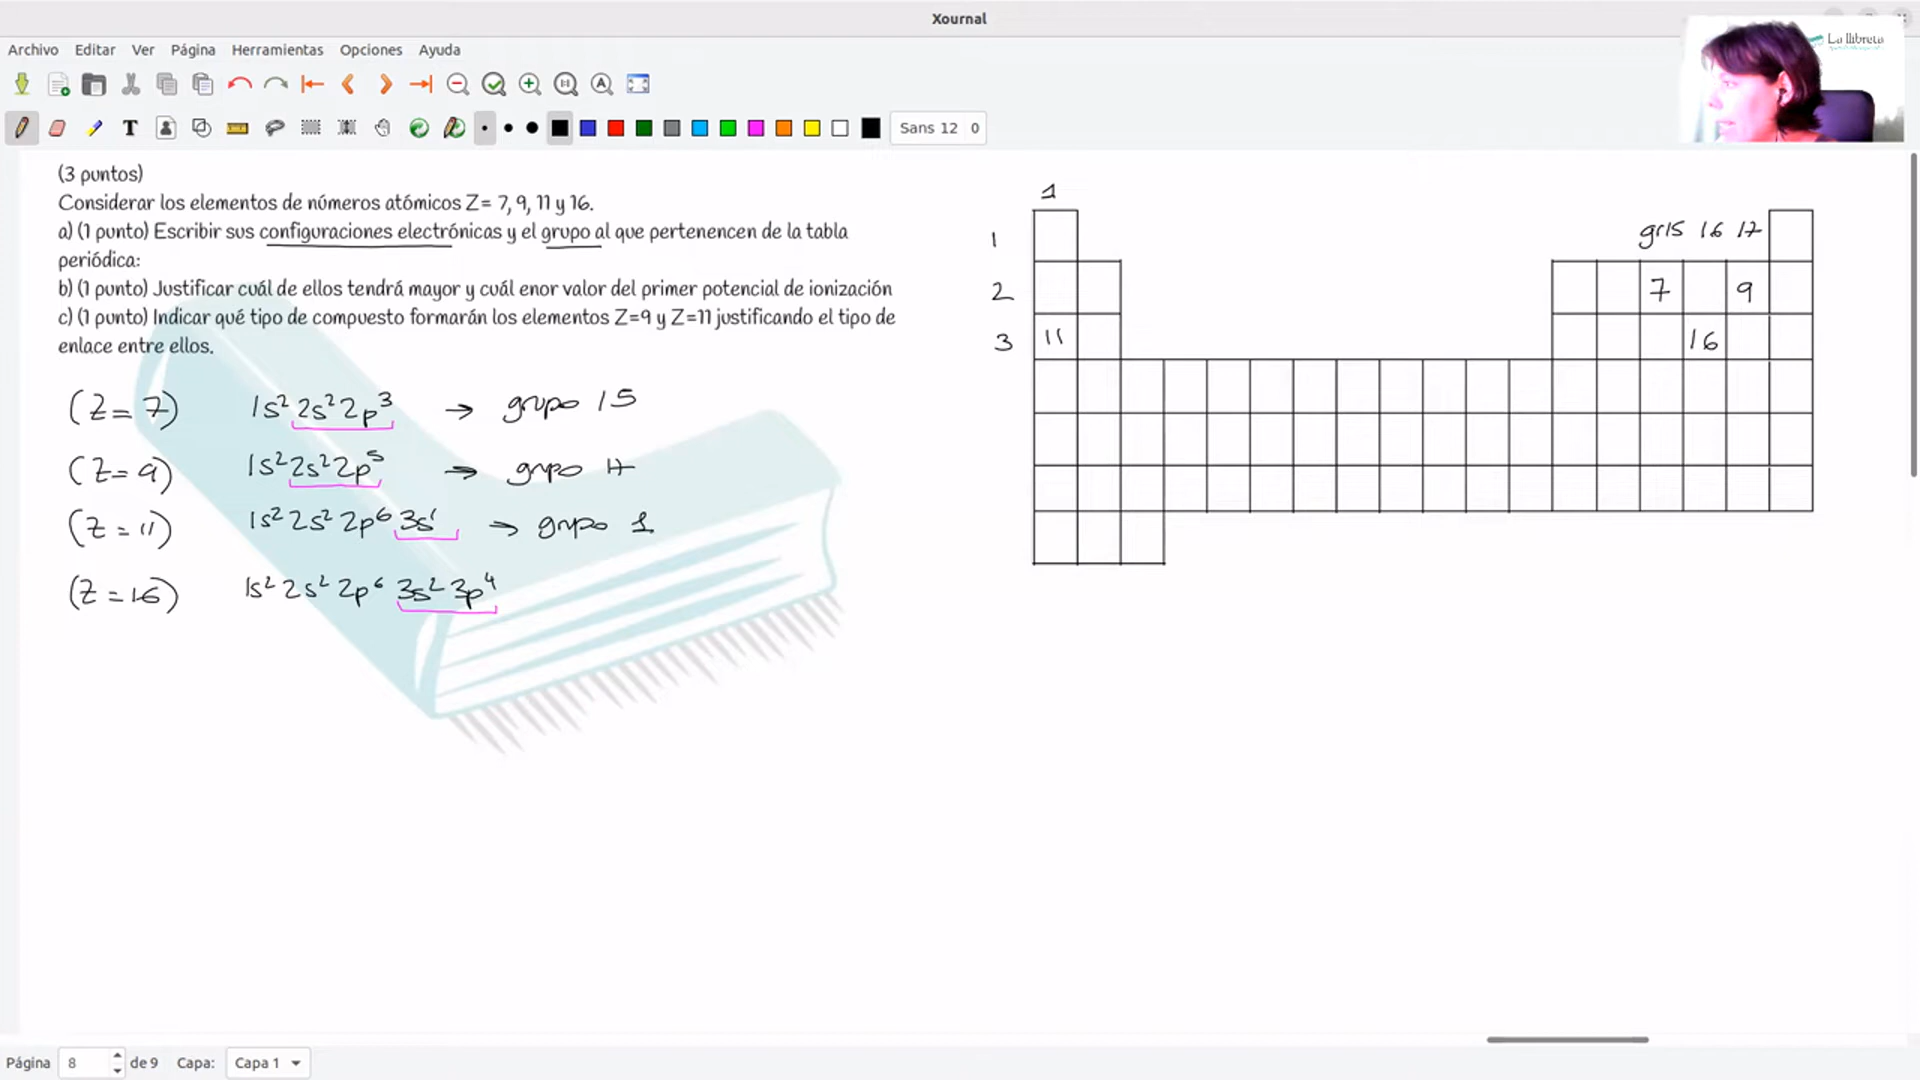 Xournal
La llibreta
Archivo Editar Ver Página Herramientas Opciones Ayuda
Sans 12 0
(3 puntos)
Considerar los elementos de números atómicos Z= 7, 9, 11 y 16.
a) (1 punto) Escribir sus configuraciones electrónicas y el grupo al que pertenencen de la tabla
periódica:
b) (1 punto) Justificar cuál de ellos tendrá mayor y cuál enor valor del primer potencial de ionización
c) (1 punto) Indicar qué tipo de compuesto formarán los elementos Z=9 y Z=11 justificando el tipo de
enlace entre ellos.
(Z = 7) 1s² 2s² 2p³ → grupo 15
(Z = 9) 1s² 2s² 2p⁵ → grupo 17
(Z = 11) 1s² 2s² 2p⁶ 3s¹ → grupo 1
(Z = 16) 1s² 2s² 2p⁶ 3s² 3p⁴
1
1 gr15 16 17
2 7 9
3 11 16
Página 8 de 9 Capa: Capa 1